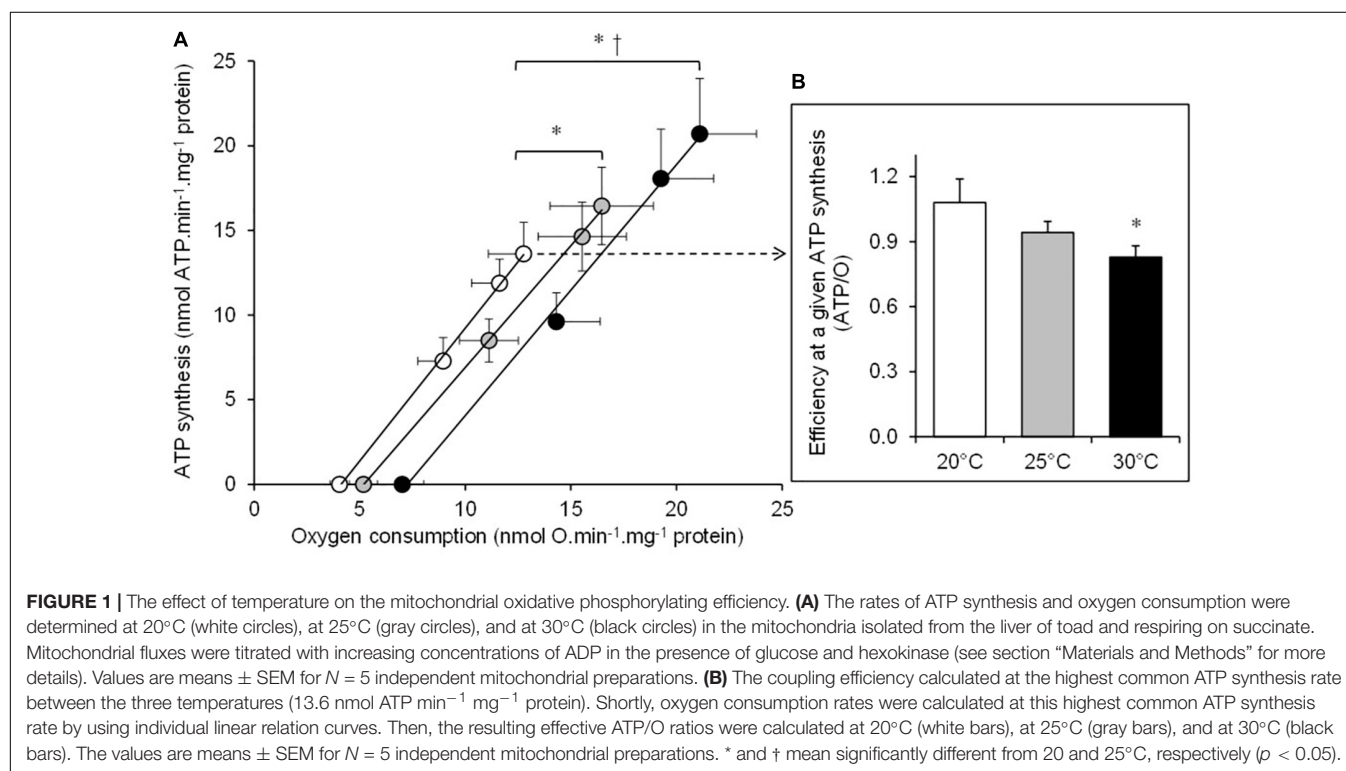 A
* †
*
25
20
15
10
5
0
ATP synthesis (nmol ATP.min-1.mg-1 protein)
0 5 10 15 20 25
Oxygen consumption (nmol O.min-1.mg-1 protein)
B
Efficiency at a given ATP synthesis
(ATP/O)
1.2
0.9
0.6
0.3
0.0
*
20°C 25°C 30°C
FIGURE 1 | The effect of temperature on the mitochondrial oxidative phosphorylating efficiency. (A) The rates of ATP synthesis and oxygen consumption were
determined at 20°C (white circles), at 25°C (gray circles), and at 30°C (black circles) in the mitochondria isolated from the liver of toad and respiring on succinate.
Mitochondrial fluxes were titrated with increasing concentrations of ADP in the presence of glucose and hexokinase (see section “Materials and Methods” for more
details). Values are means ± SEM for N = 5 independent mitochondrial preparations. (B) The coupling efficiency calculated at the highest common ATP synthesis rate
between the three temperatures (13.6 nmol ATP min−1 mg−1 protein). Shortly, oxygen consumption rates were calculated at this highest common ATP synthesis
rate by using individual linear relation curves. Then, the resulting effective ATP/O ratios were calculated at 20°C (white bars), at 25°C (gray bars), and at 30°C (black
bars). The values are means ± SEM for N = 5 independent mitochondrial preparations. * and † mean significantly different from 20 and 25°C, respectively (p < 0.05).